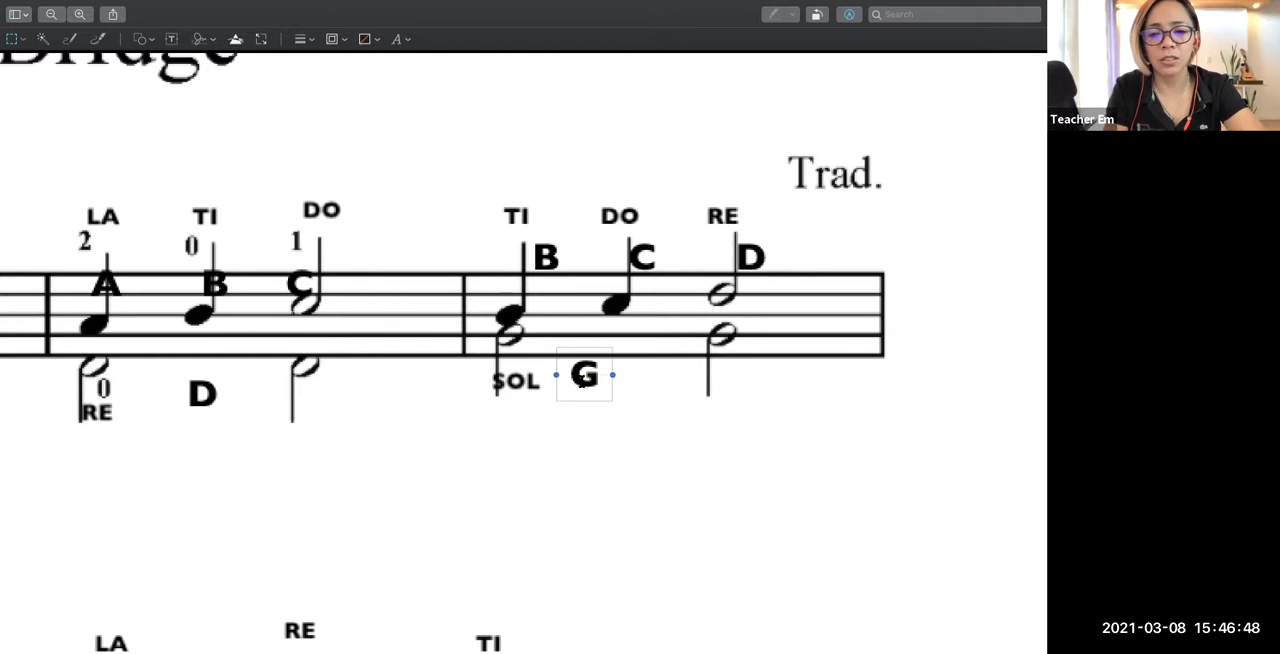 Search
Bridge
Teacher Em
Trad.
LA TI DO TI DO RE
2 0 1 B C D
A B C
SOL G
0 D
RE
LA RE TI
2021-03-08 15:46:48